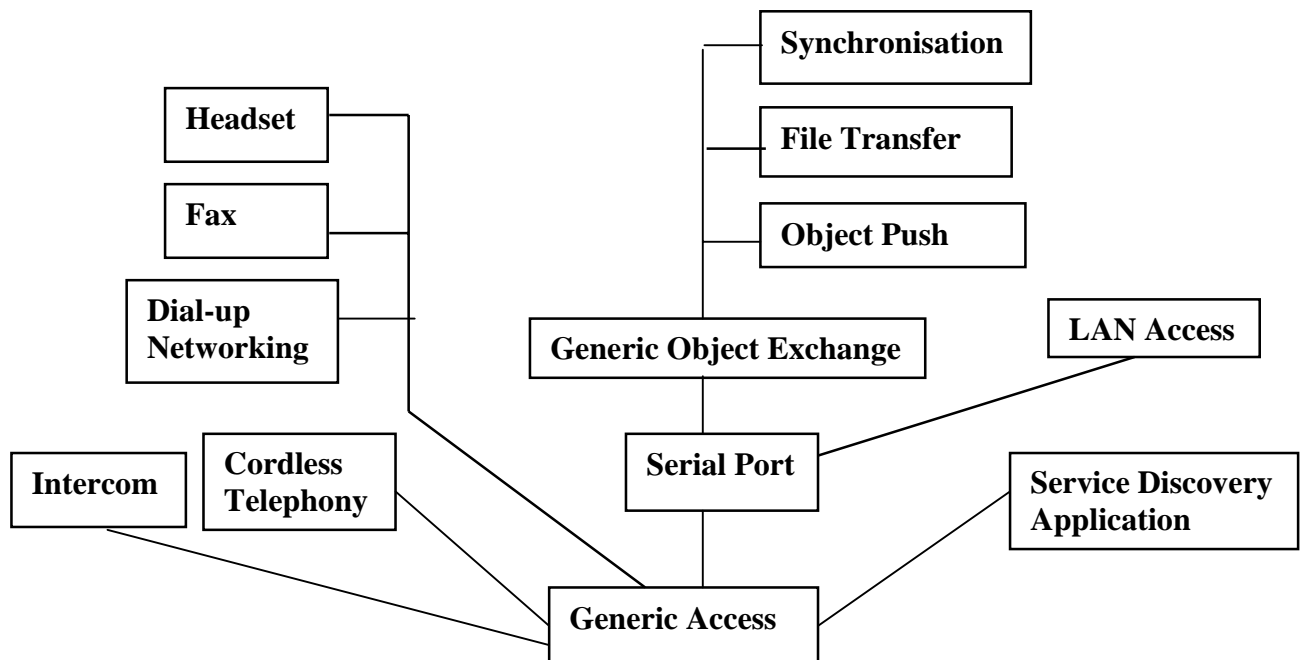 Synchronisation
Headset
File Transfer
Fax
Object Push
Dial-up
Networking
LAN Access
Generic Object Exchange
Cordless
Telephony
Intercom
Serial Port
Service Discovery
Application
Generic Access